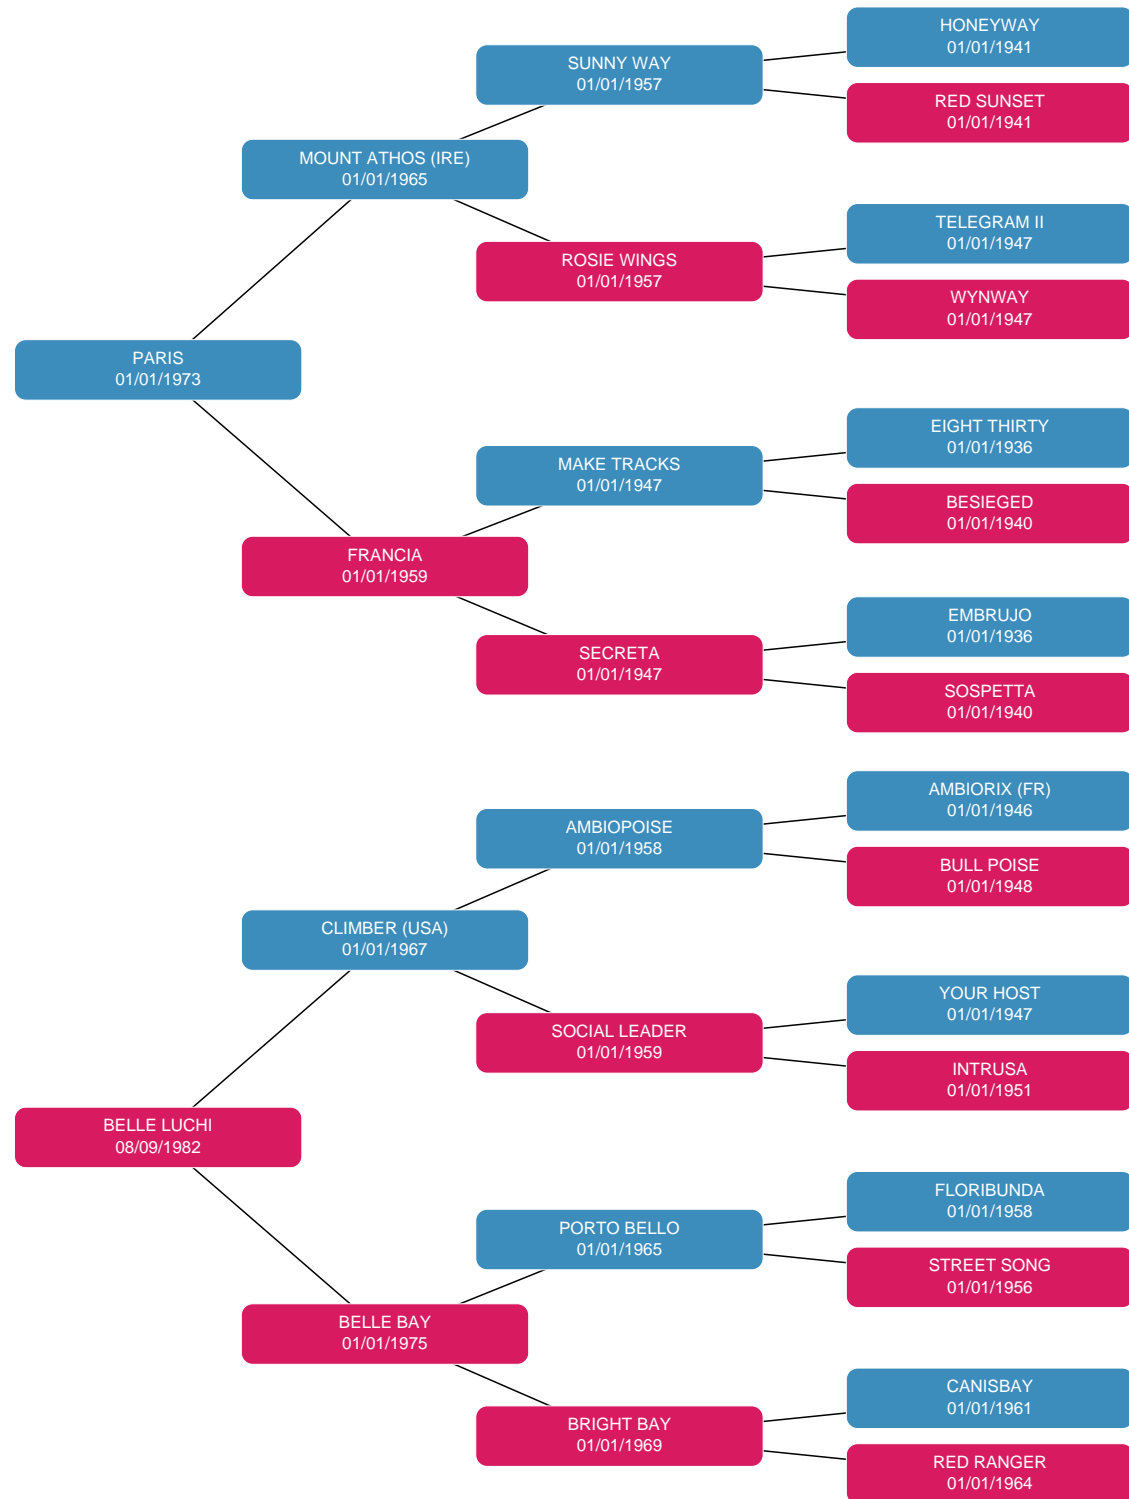 HONEYWAY
01/01/1941
SUNNY WAY
01/01/1957
RED SUNSET
01/01/1941
MOUNT ATHOS (IRE)
01/01/1965
TELEGRAM II
01/01/1947
ROSIE WINGS
01/01/1957
WYNWAY
01/01/1947
PARIS
01/01/1973
EIGHT THIRTY
01/01/1936
MAKE TRACKS
01/01/1947
BESIEGED
01/01/1940
FRANCIA
01/01/1959
EMBRUJO
01/01/1936
SECRETA
01/01/1947
SOSPETTA
01/01/1940
AMBIORIX (FR)
01/01/1946
AMBIOPOISE
01/01/1958
BULL POISE
01/01/1948
CLIMBER (USA)
01/01/1967
YOUR HOST
01/01/1947
SOCIAL LEADER
01/01/1959
INTRUSA
01/01/1951
BELLE LUCHI
08/09/1982
FLORIBUNDA
01/01/1958
PORTO BELLO
01/01/1965
STREET SONG
01/01/1956
BELLE BAY
01/01/1975
CANISBAY
01/01/1961
BRIGHT BAY
01/01/1969
RED RANGER
01/01/1964